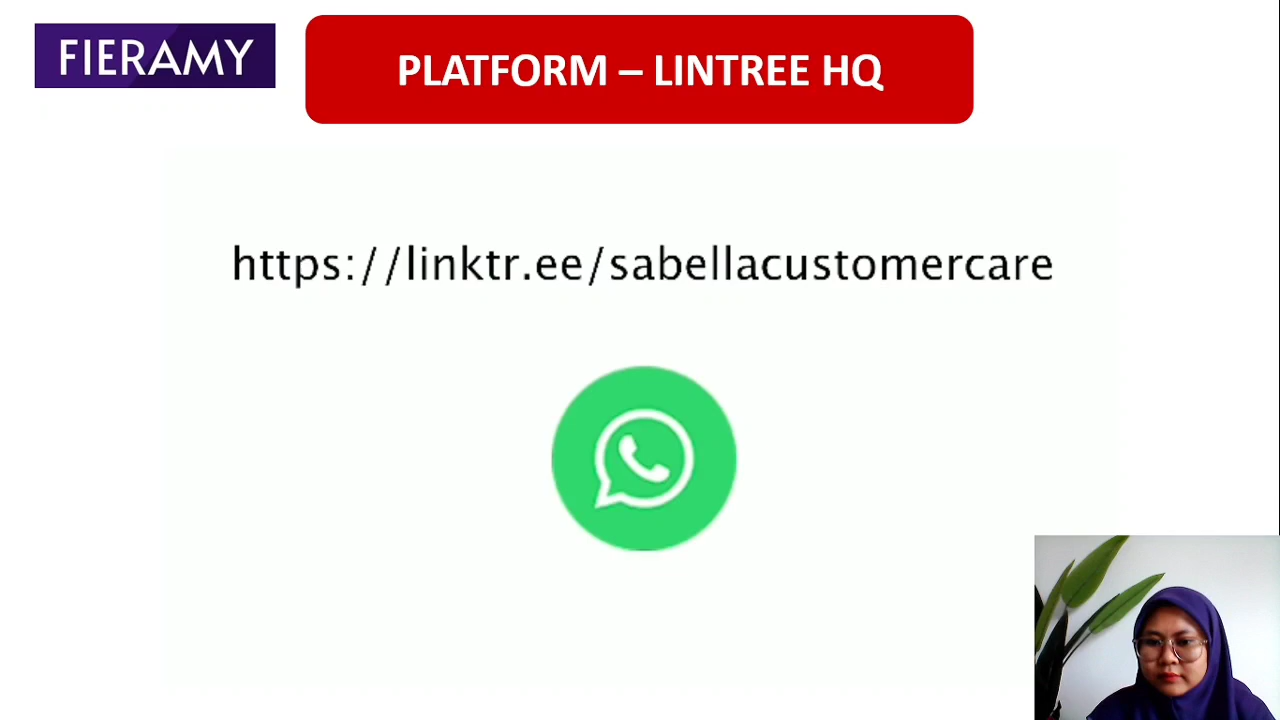 FIERAMY
PLATFORM – LINTREE HQ
https://linktr.ee/sabellacustomercare